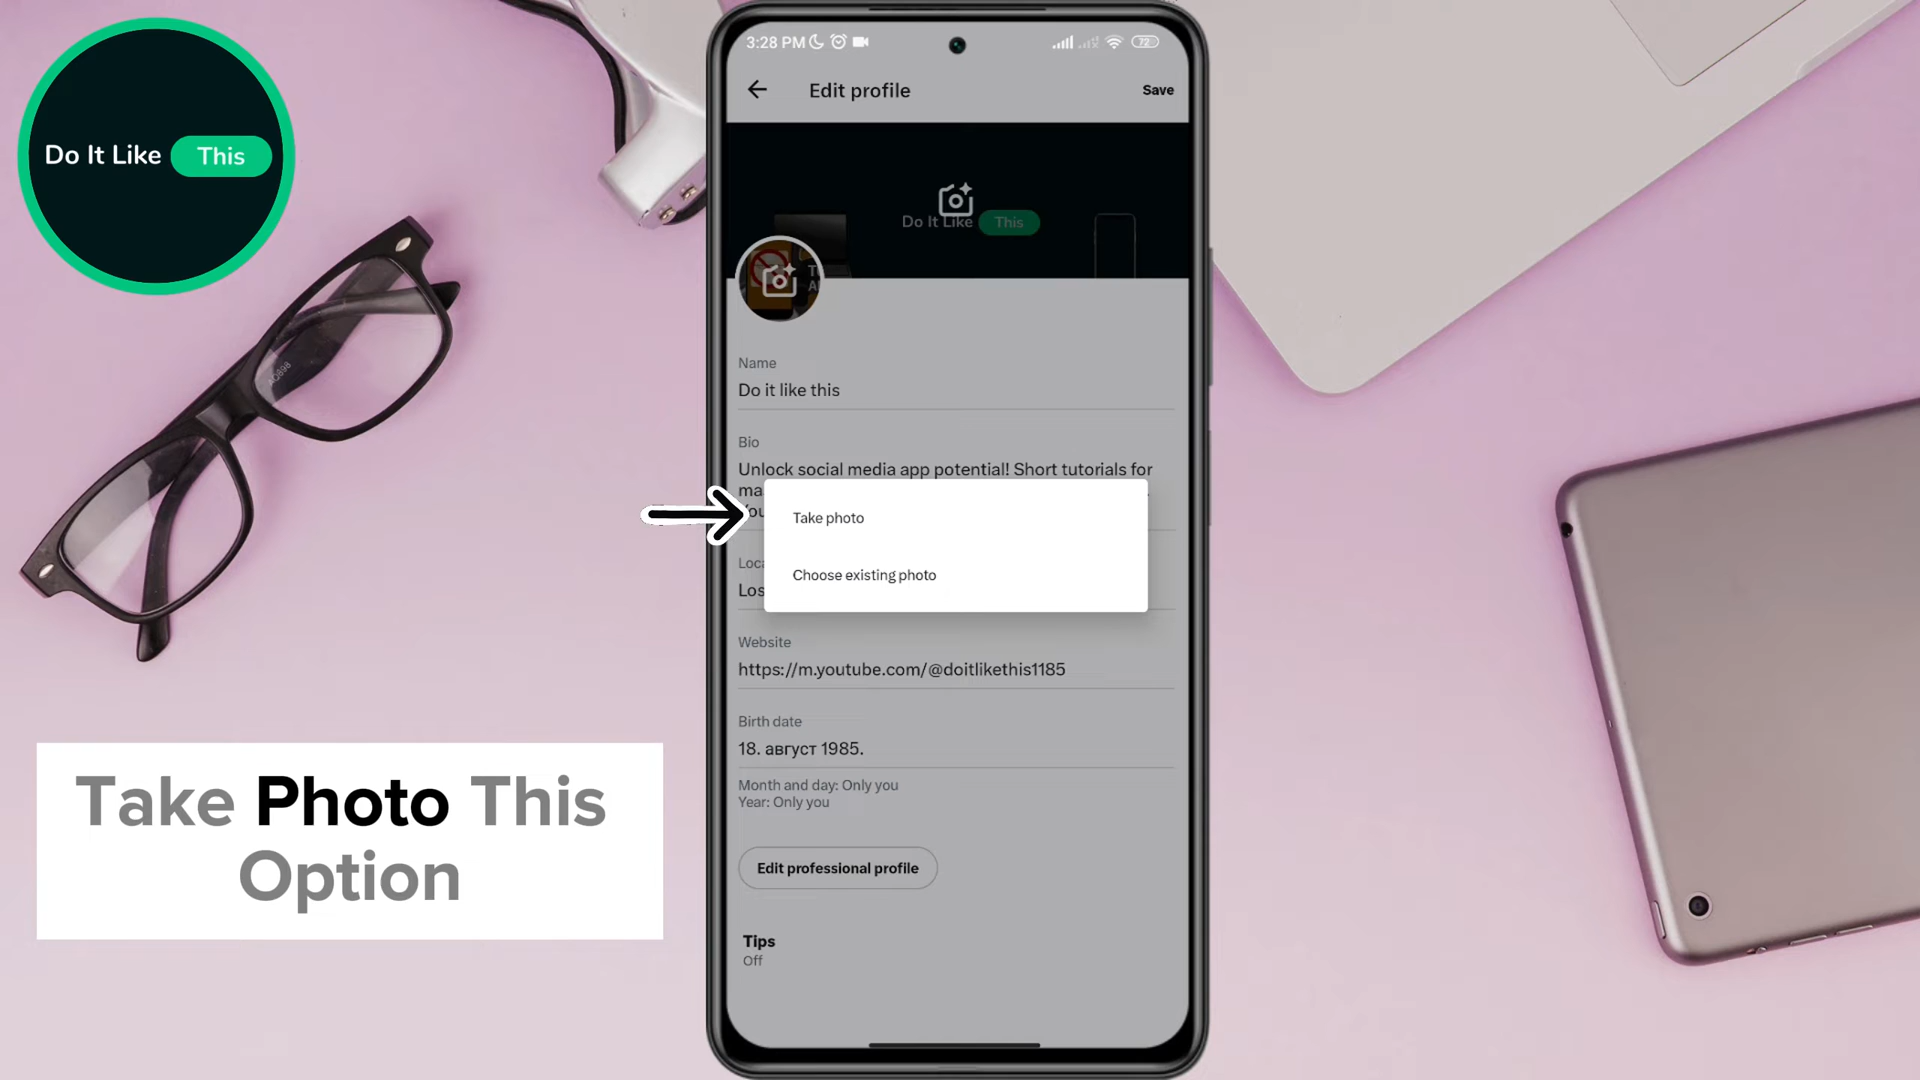 Do It Like This
3:28 PM
72
Edit profile
Save
Do It Like This
Name
Do it like this
Bio
Unlock social media app potential! Short tutorials for
ma
You
Take photo
Choose existing photo
Loca
Los
Website
https://m.youtube.com/@doitlikethis1185
Birth date
18. август 1985.
Month and day: Only you
Year: Only you
Edit professional profile
Tips
Off
Take Photo This
Option
AO898